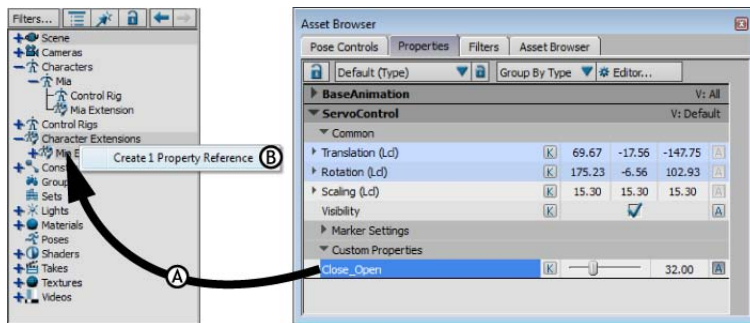 Filters...
Scene
Cameras
Characters
Mia
Control Rig
Mia Extension
Control Rigs
Character Extensions
Mia E
Create 1 Property Reference B
Const
Group
Sets
Lights
Materials
Poses
Shaders
Takes
Textures
Videos
A
Asset Browser
Pose Controls Properties Filters Asset Browser
Default (Type) Group By Type Editor...
BaseAnimation V: All
ServoControl V: Default
Common
Translation (Lcl) K 69.67 -17.56 -147.75 A
Rotation (Lcl) K 175.23 -6.56 102.93 A
Scaling (Lcl) K 15.30 15.30 15.30 A
Visibility K A
Marker Settings
Custom Properties
Close_Open K 32.00 A